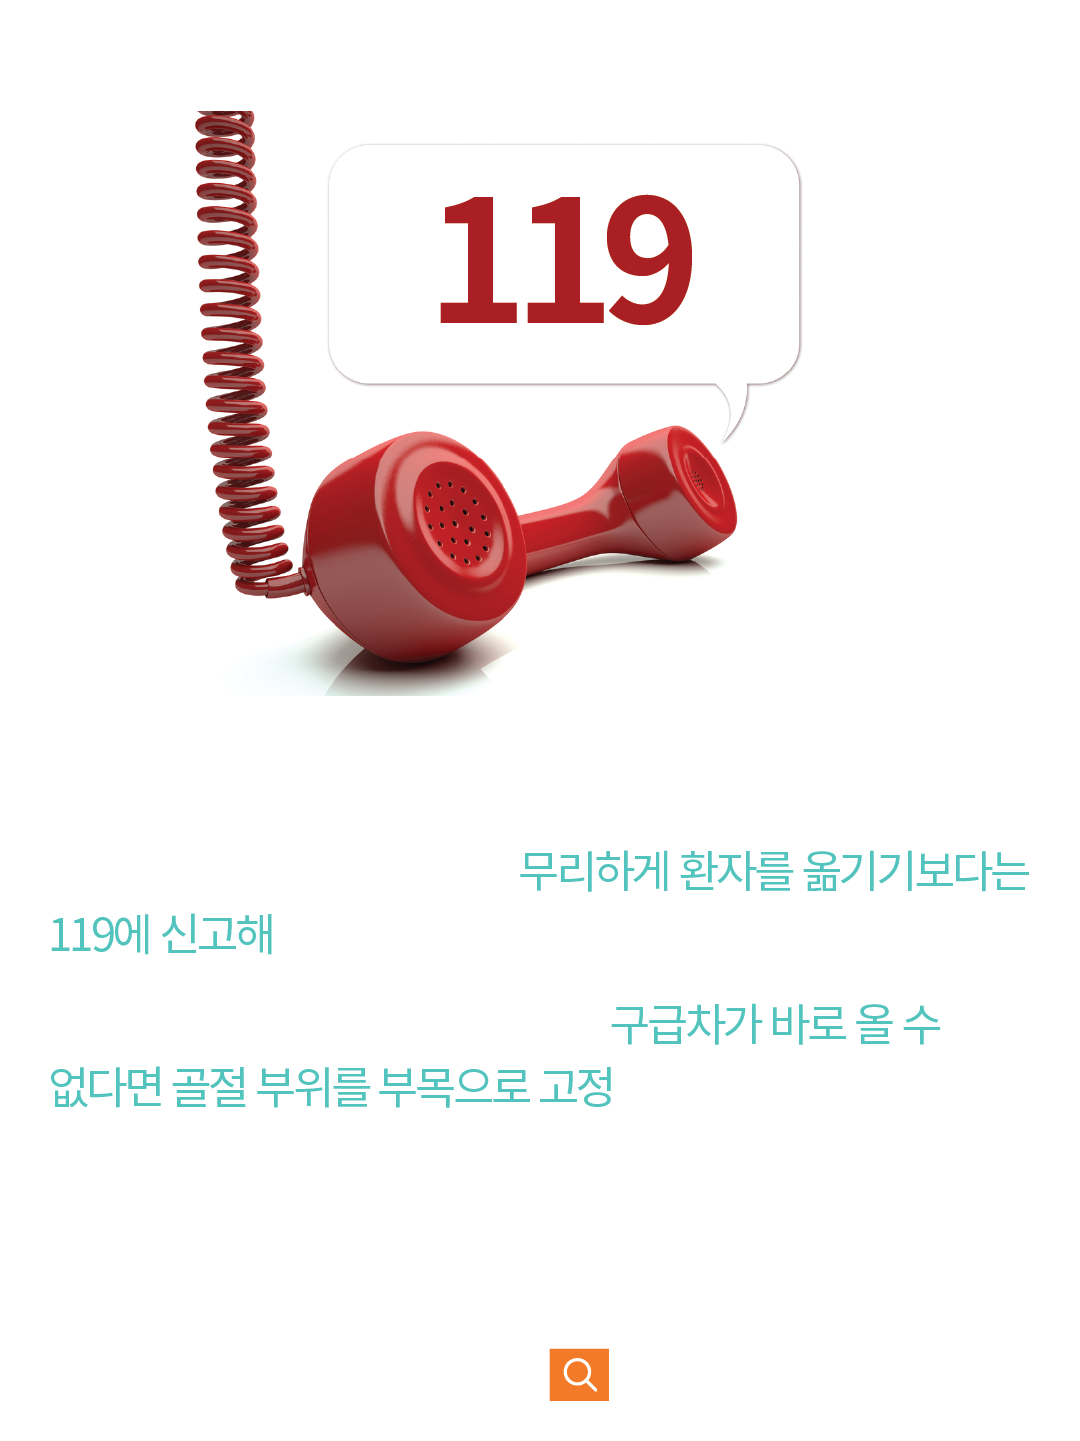 119
무리하게 환자를 옮기기보다는
119에 신고해
구급차가 바로 올 수
없다면 골절 부위를 부목으로 고정